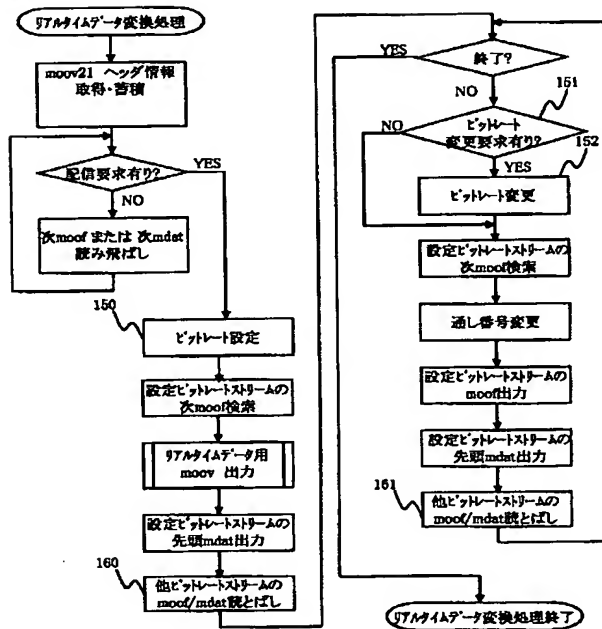 リアルタイムデータ変換処理
moov21 ヘッダ情報
取得・蓄積
配信要求有り?
YES
NO
次moof または 次mdat
読み飛ばし
150
ビットレート設定
設定ビットレートストリームの
次moof検索
リアルタイムデータ用
moov 出力
設定ビットレートストリームの
先頭mdat出力
160
他ビットレートストリームの
moof/mdat読とばし
YES
終了?
NO
151
NO
ビットレート
変更要求有り?
152
YES
ビットレート変更
設定ビットレートストリームの
次moof検索
通し番号変更
設定ビットレートストリームの
moof出力
設定ビットレートストリームの
先頭mdat出力
161
他ビットレートストリームの
moof/mdat読とばし
リアルタイムデータ変換処理終了